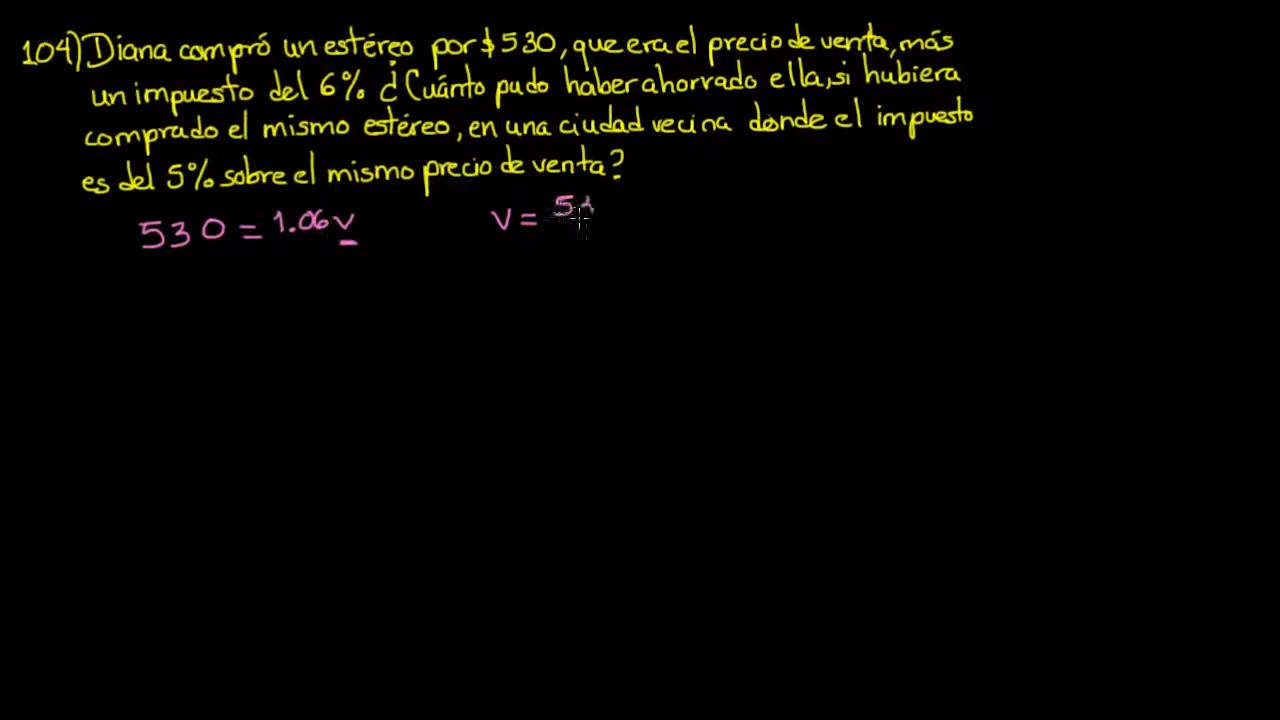 104) Diana compró un estéreo por $530, que era el precio de venta, más
un impuesto del 6% ¿Cuánto pudo haber ahorrado ella, si hubiera
comprado el mismo estéreo, en una ciudad vecina donde el impuesto
es del 5% sobre el mismo precio de venta?
530 = 1.06v v =